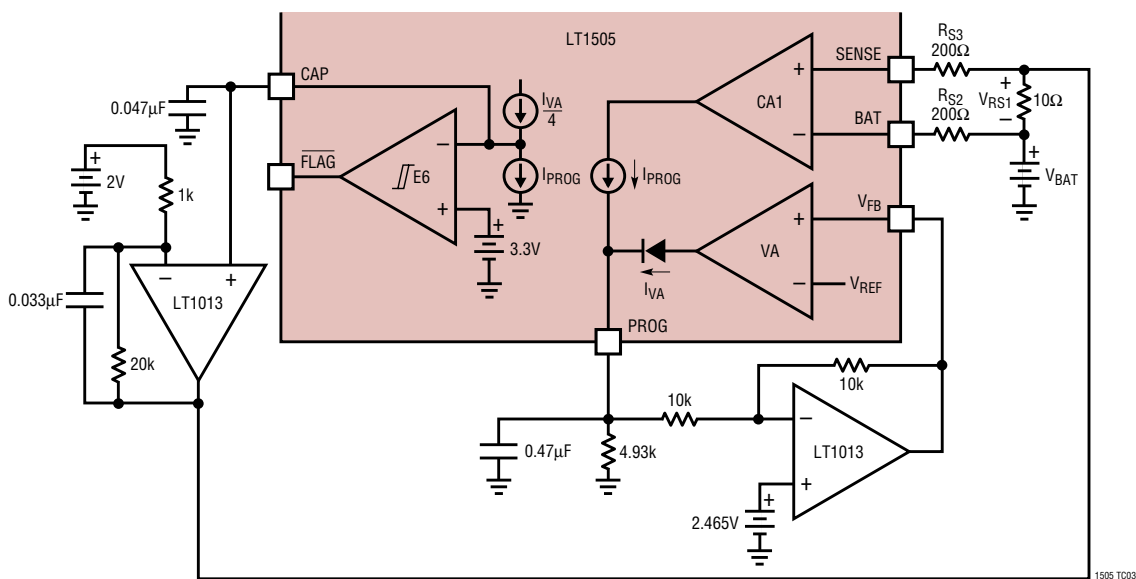 LT1505
CAP
0.047µF
FLAG
E6
I_VA
4
I_PROG
3.3V
2V
1k
0.033µF
20k
LT1013
–
+
–
+
I_PROG
CA1
+
–
SENSE
BAT
R_S3
200Ω
R_S2
200Ω
+
V_RS1
–
10Ω
+
V_BAT
V_FB
VA
+
–
V_REF
I_VA
PROG
+
+
10k
10k
0.47µF
4.93k
LT1013
–
+
+
2.465V
1505 TC03